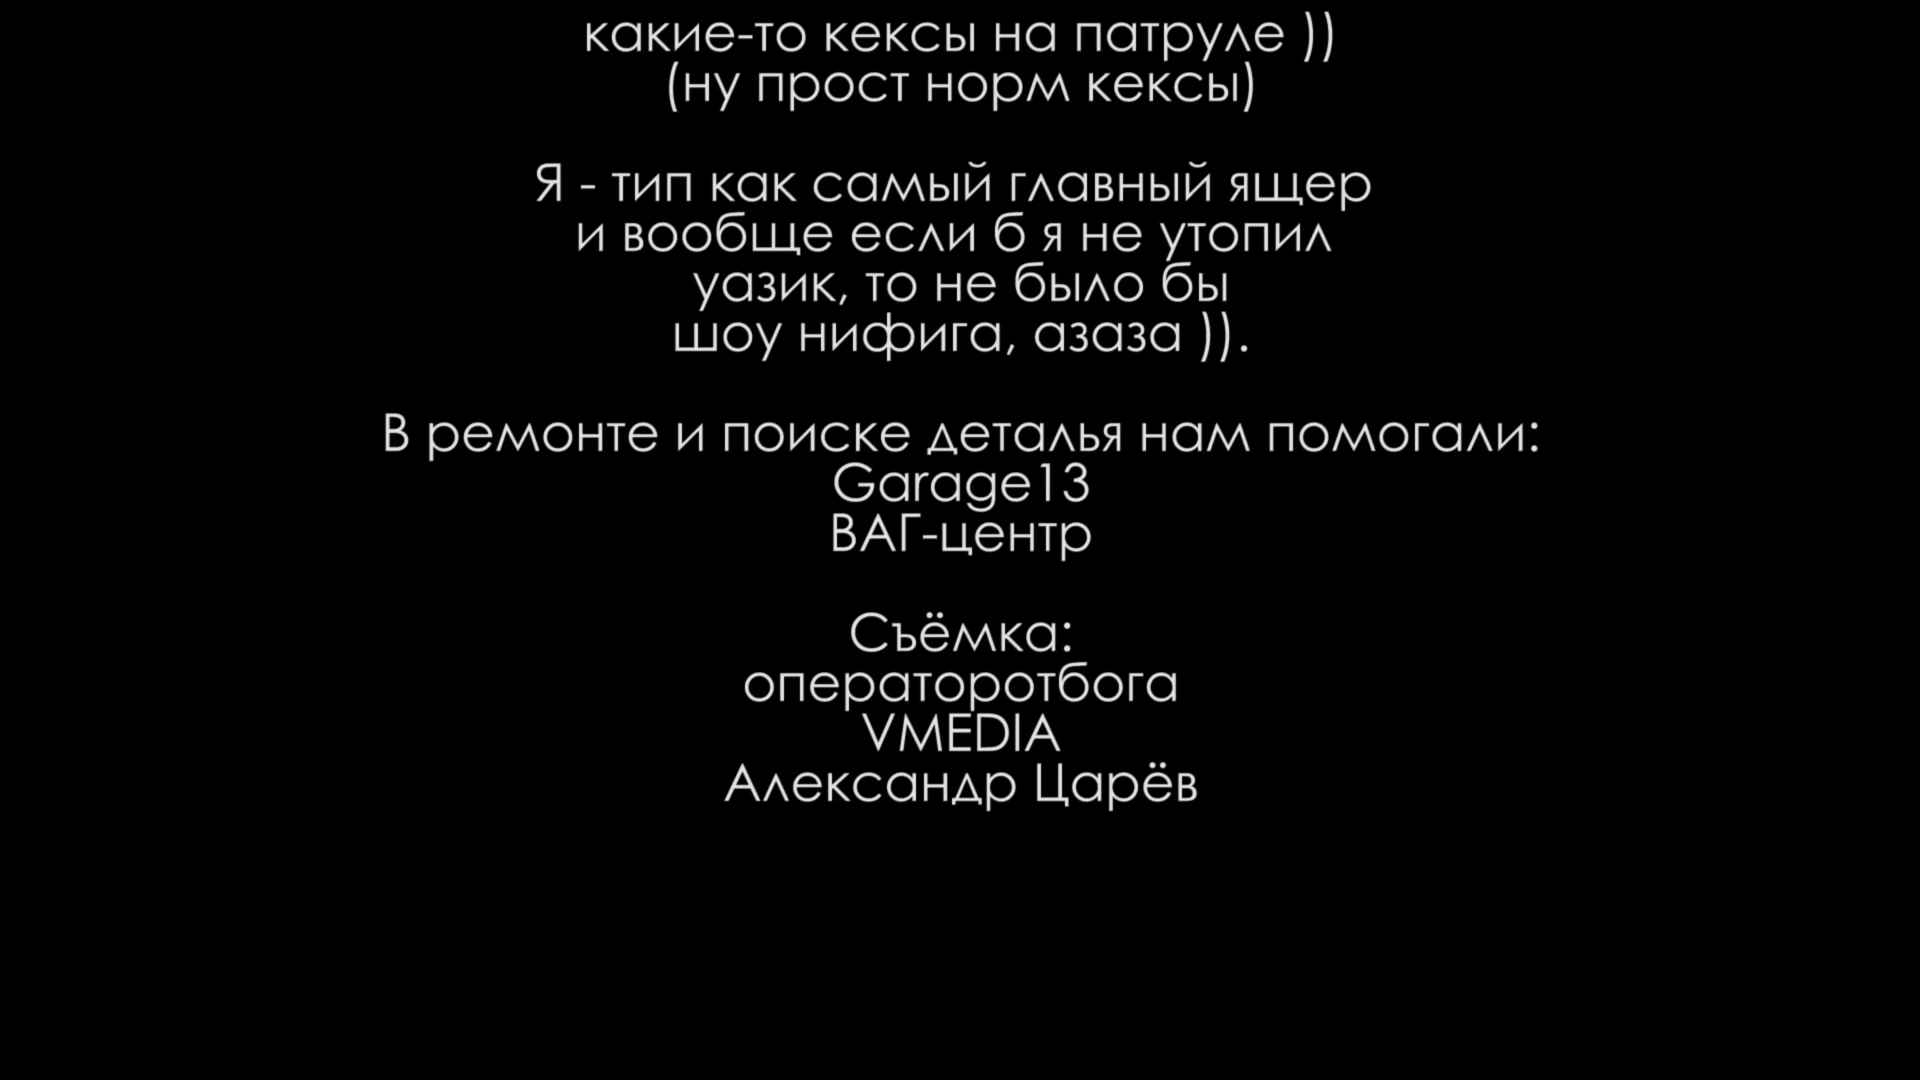 какие-то кексы на патруле ))
(ну прост норм кексы)
Я - тип как самый главный ящер
и вообще если б я не утопил
уазик, то не было бы
шоу нифига, азаза )).
В ремонте и поиске деталья нам помогали:
Garage13
ВАГ-центр
Съёмка:
операторотбога
VMEDIA
Александр Царёв